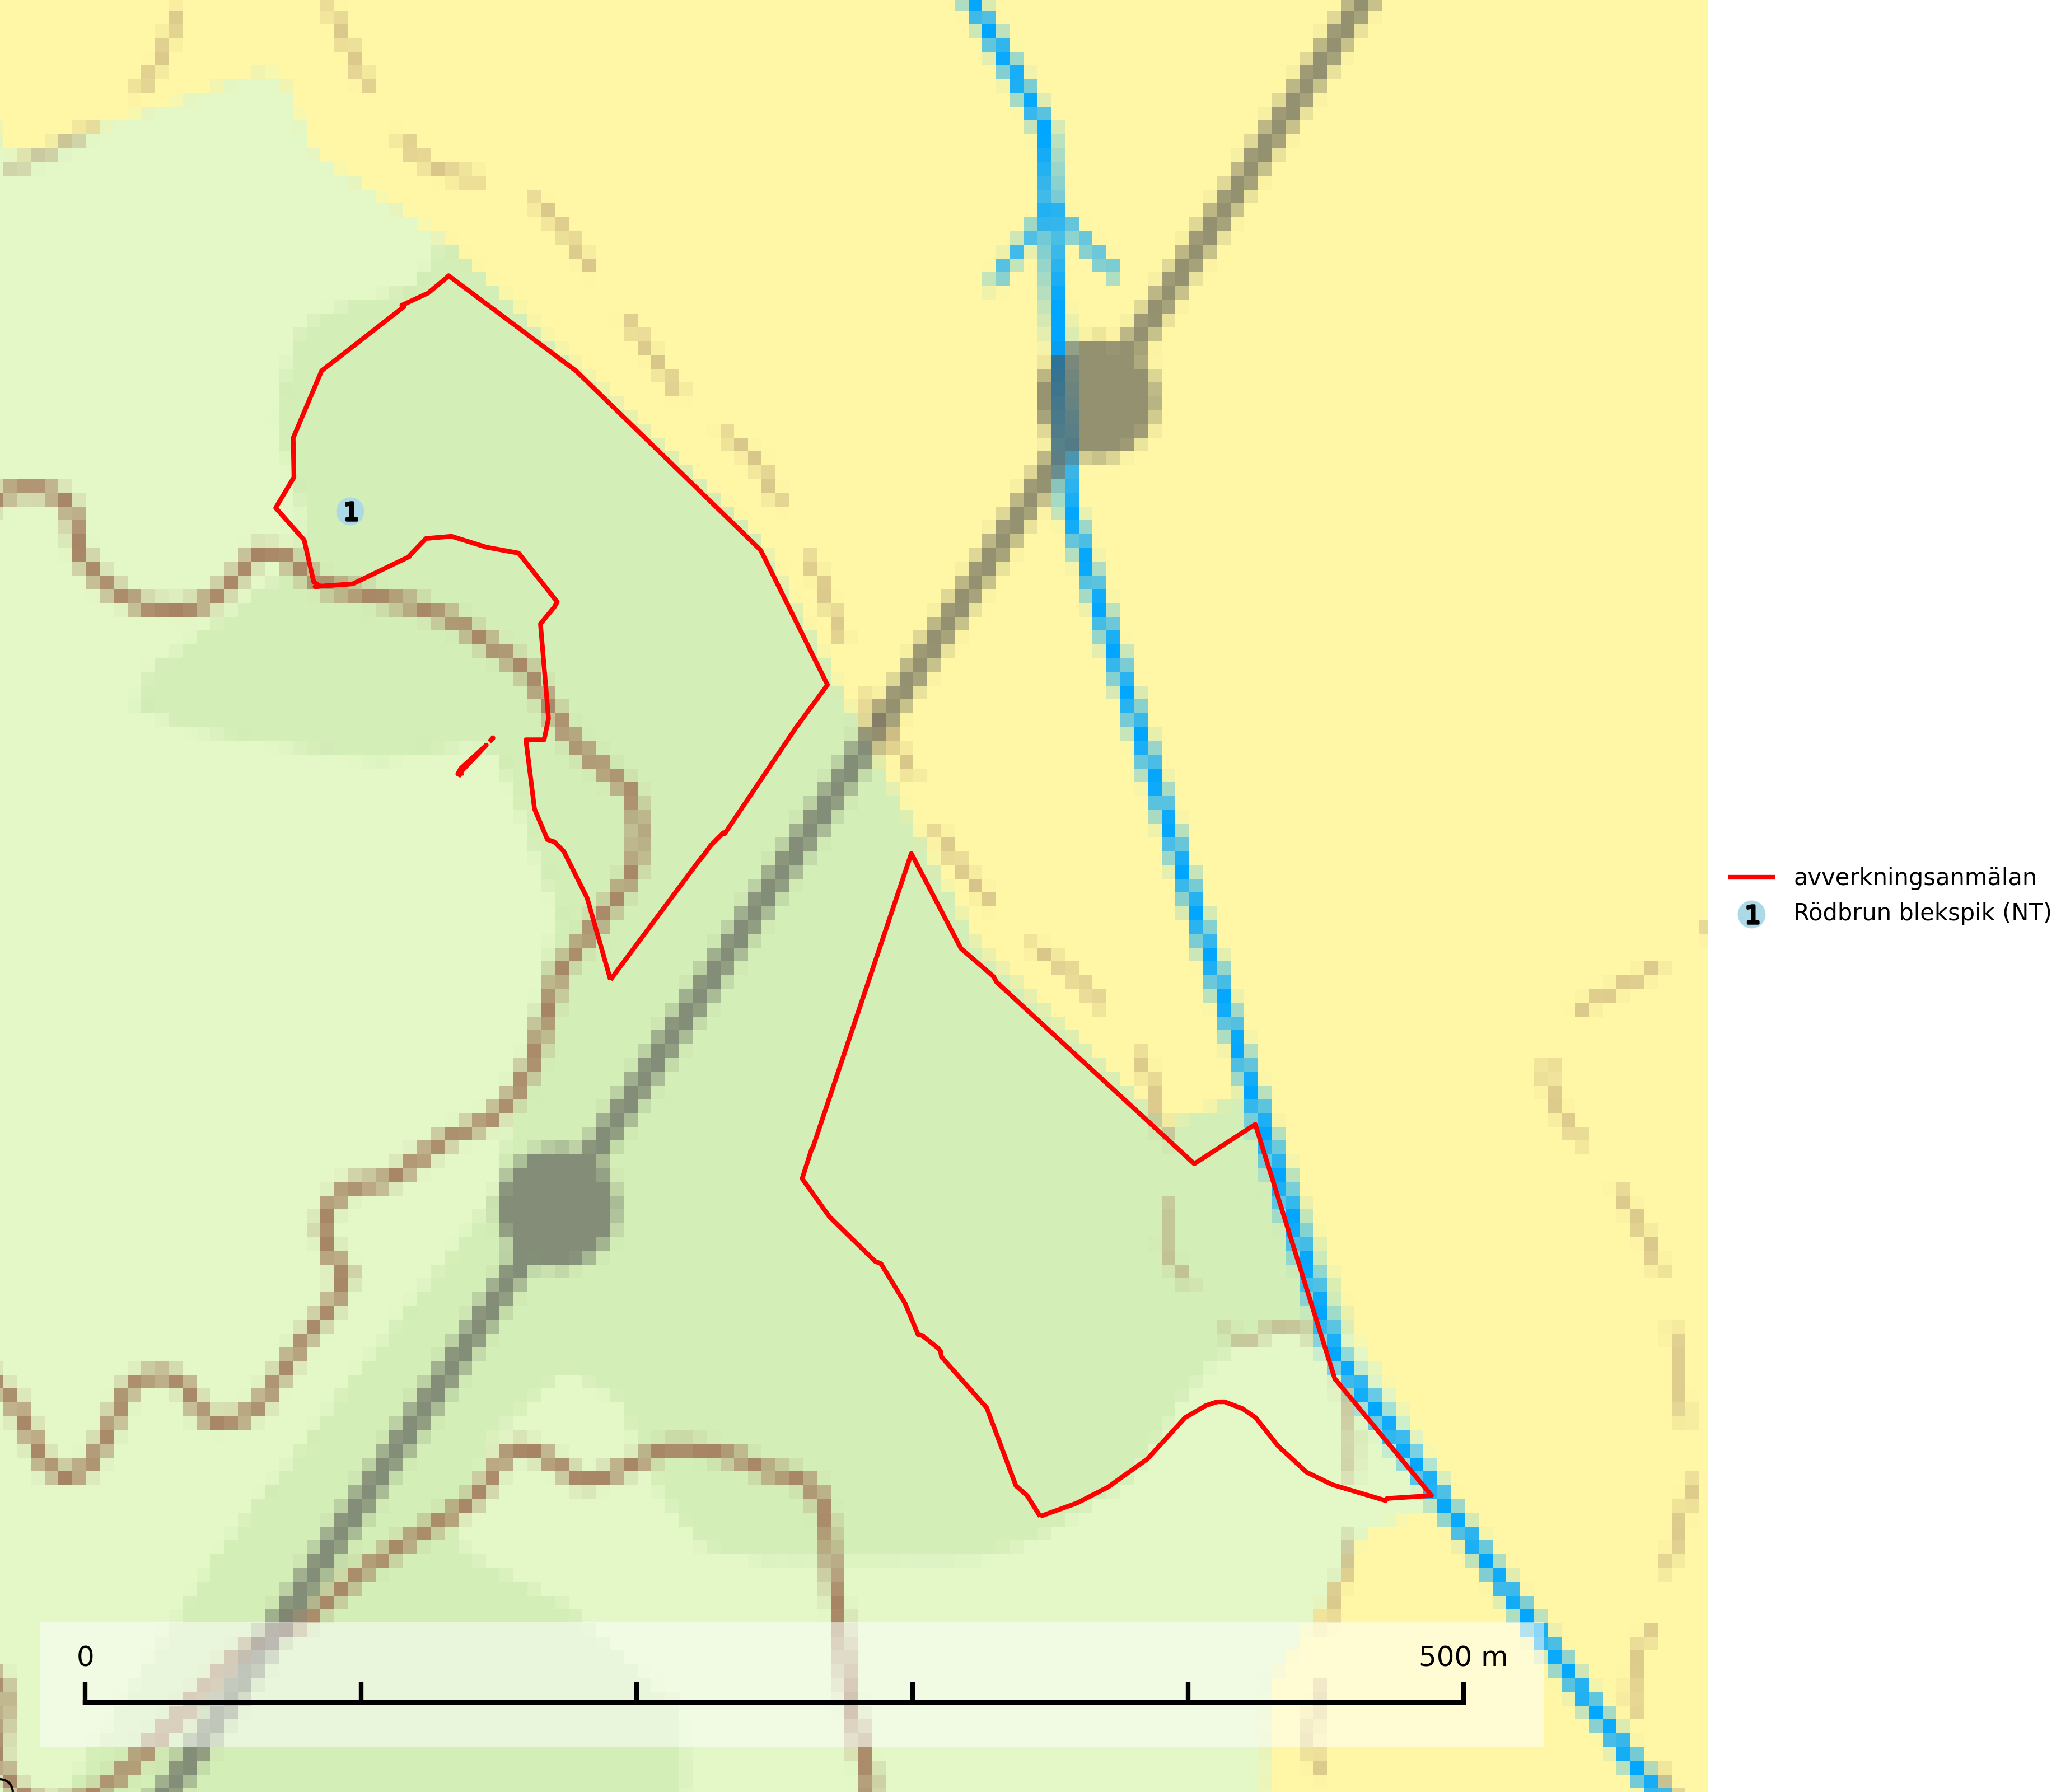 1
avverkningsanmälan
1 Rödbrun blekspik (NT)
0 500 m